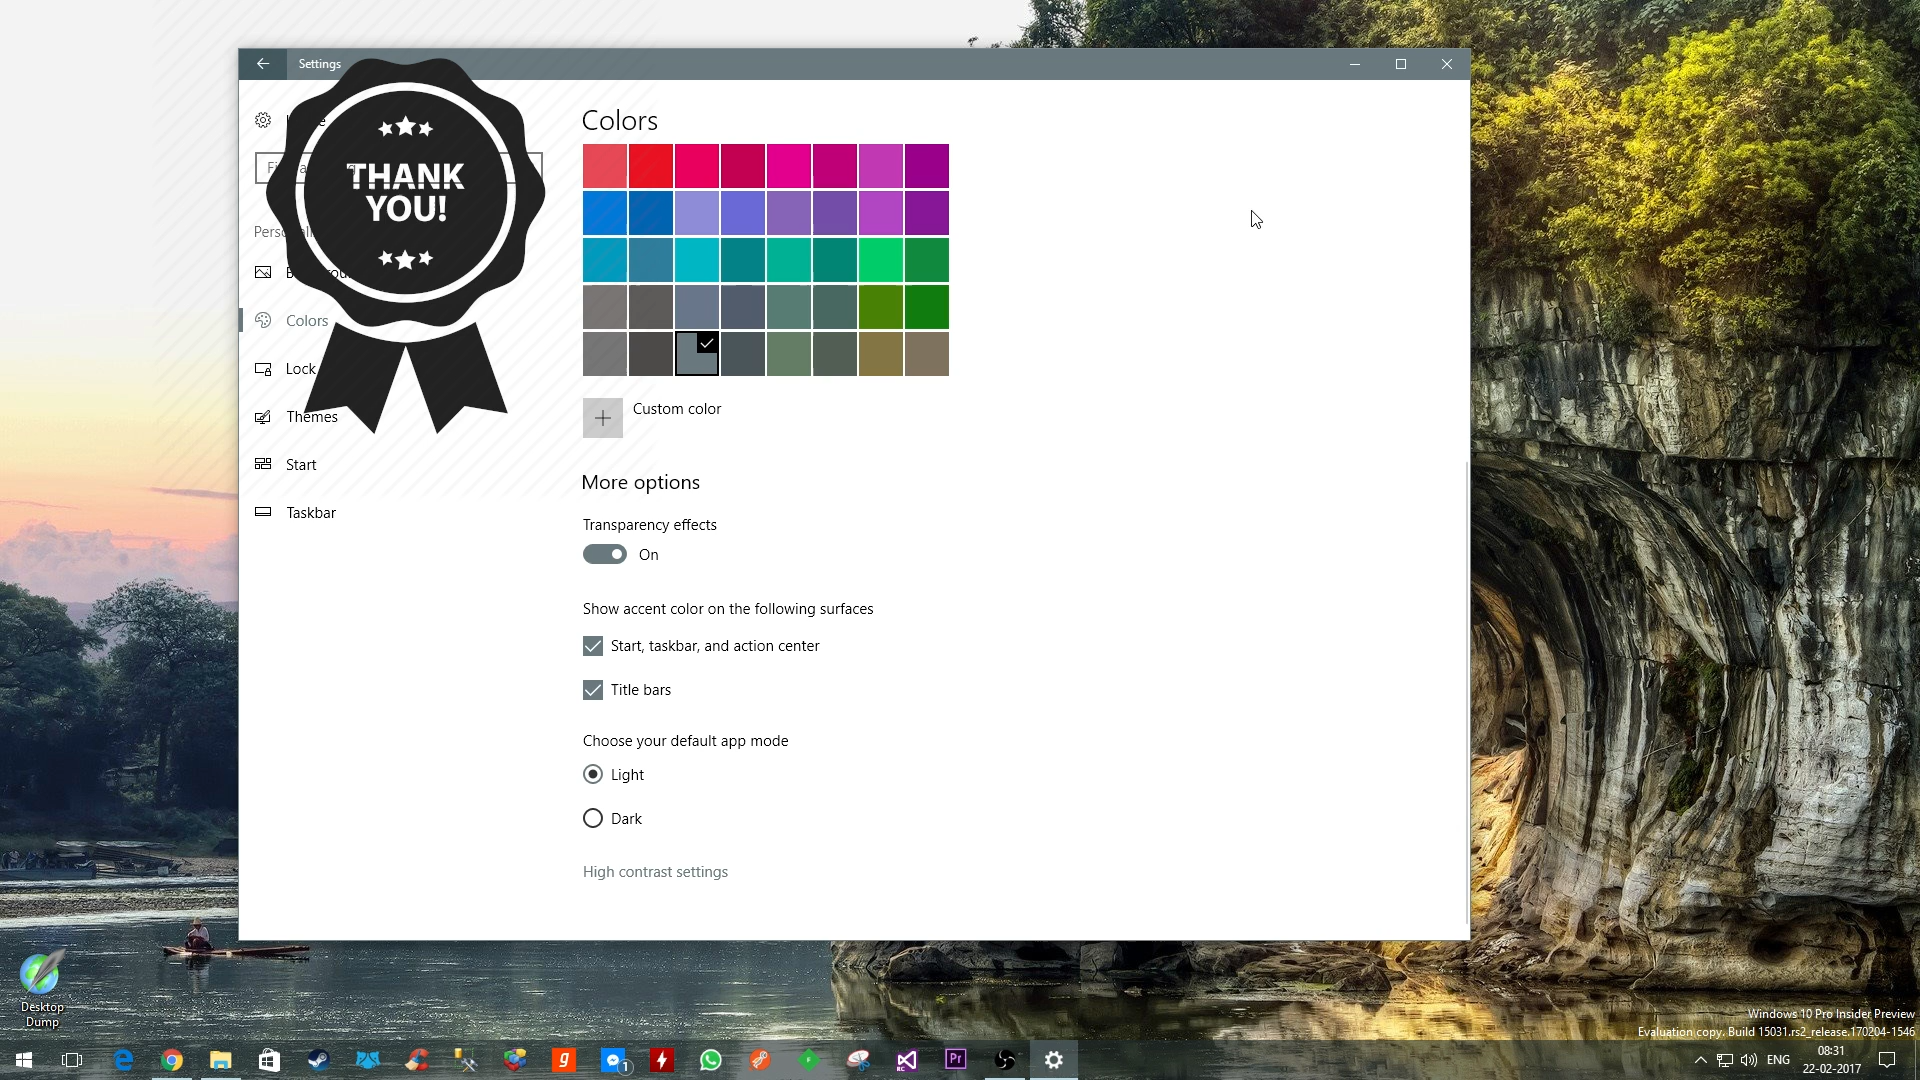 Settings
THANK
YOU!
Colors
Lock
Themes
Start
Taskbar
Colors
Custom color
More options
Transparency effects
On
Show accent color on the following surfaces
Start, taskbar, and action center
Title bars
Choose your default app mode
Light
Dark
High contrast settings
Desktop
Dump
Windows 10 Pro Insider Preview
Evaluation copy. Build 15031.rs2_release.170204-1546
g
1
Pr
ENG
08:31
22-02-2017